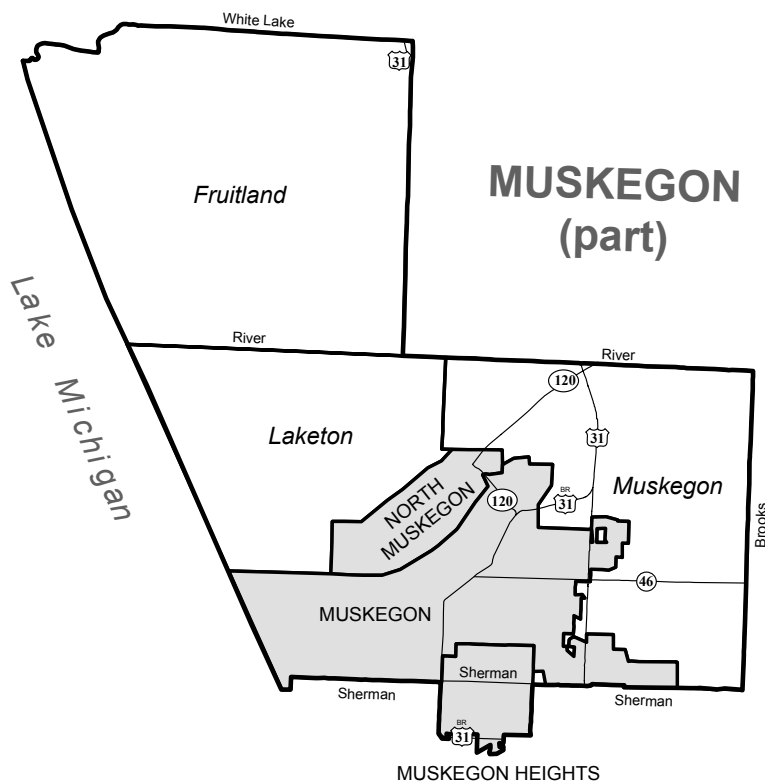 White Lake
31
Fruitland
MUSKEGON
(part)
Lake Michigan
River
River
120
Laketon
31
Muskegon
NORTH
MUSKEGON
120
BR
31
Brooks
46
MUSKEGON
Sherman
Sherman
Sherman
BR
31
MUSKEGON HEIGHTS